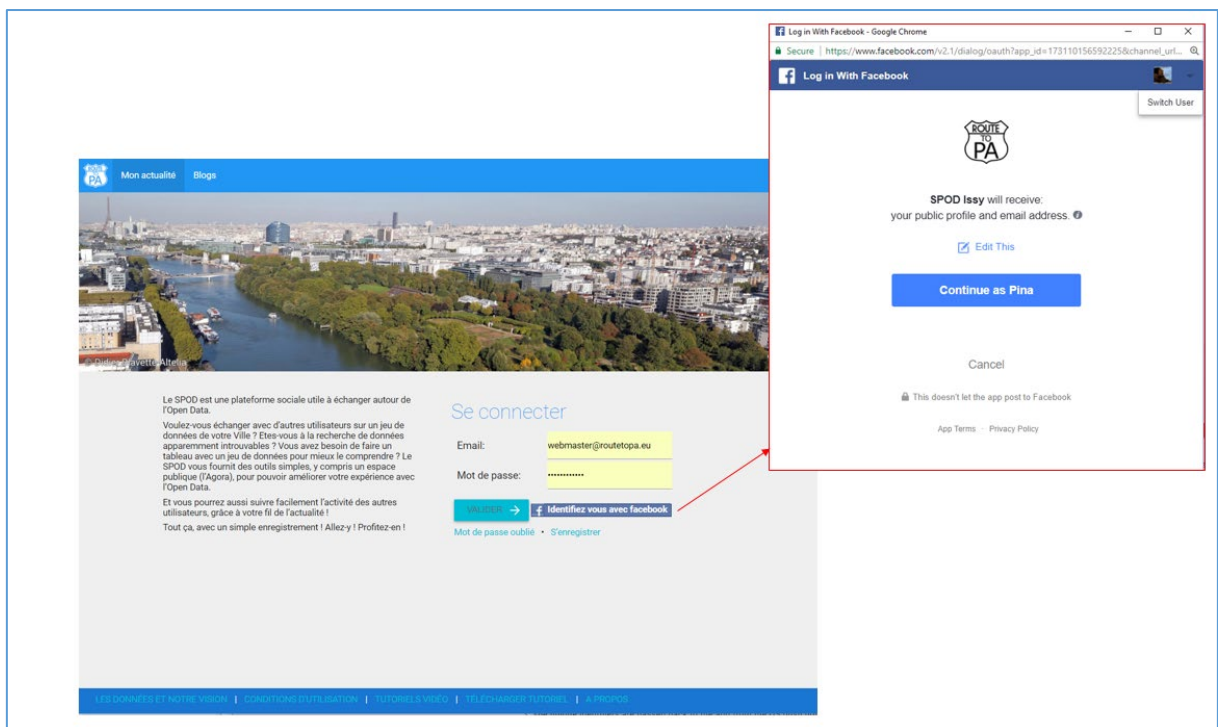 Log in With Facebook - Google Chrome
Secure | https://www.facebook.com/v2.1/dialog/oauth?app_id=173110156592225&channel_url...
Log in With Facebook
Switch User
ROUTE
TO
PA
SPOD Issy will receive:
your public profile and email address.
Edit This
Continue as Pina
Cancel
This doesn't let the app post to Facebook
App Terms · Privacy Policy
PA
Mon actualité Blogs
Le SPOD est une plateforme sociale utile à échanger autour de
l'Open Data.
Voulez-vous échanger avec d'autres utilisateurs sur un jeu de
données de votre Ville ? Etes-vous à la recherche de données
apparemment introuvables ? Vous avez besoin de faire un
tableau avec un jeu de données pour mieux le comprendre ? Le
SPOD vous fournit des outils simples, y compris un espace
publique (l'Agora), pour pouvoir améliorer votre expérience avec
l'Open Data.
Et vous pourrez aussi suivre facilement l'activité des autres
utilisateurs, grâce à votre fil de l'actualité !
Tout ça, avec un simple enregistrement ! Allez-y ! Profitez-en !
Se connecter
Email: webmaster@routetopa.eu
Mot de passe: ••••••••••••
VALIDER → Identifiez vous avec facebook
Mot de passe oublié • S'enregistrer
LES DONNÉES ET NOTRE VISION | CONDITIONS D'UTILISATION | TUTORIELS VIDÉO | TÉLÉCHARGER TUTORIEL | A PROPOS